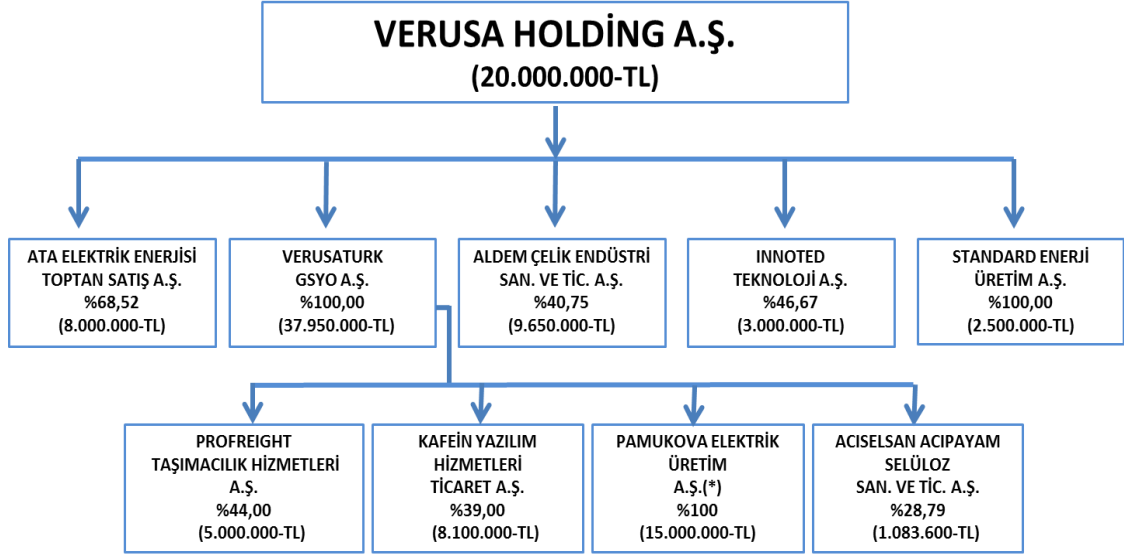 VERUSA HOLDİNG A.Ş.
(20.000.000-TL)
ATA ELEKTRİK ENERJİSİ
TOPTAN SATIŞ A.Ş.
%68,52
(8.000.000-TL)
VERUSATURK
GSYO A.Ş.
%100,00
(37.950.000-TL)
ALDEM ÇELİK ENDÜSTRİ
SAN. VE TİC. A.Ş.
%40,75
(9.650.000-TL)
INNOTED
TEKNOLOJİ A.Ş.
%46,67
(3.000.000-TL)
STANDARD ENERJİ
ÜRETİM A.Ş.
%100,00
(2.500.000-TL)
PROFREIGHT
TAŞIMACILIK HİZMETLERİ
A.Ş.
%44,00
(5.000.000-TL)
KAFEİN YAZILIM
HİZMETLERİ
TİCARET A.Ş.
%39,00
(8.100.000-TL)
PAMUKOVA ELEKTRİK
ÜRETİM
A.Ş.(*)
%100
(15.000.000-TL)
ACISELSAN ACIPAYAM
SELÜLOZ
SAN. VE TİC. A.Ş.
%28,79
(1.083.600-TL)